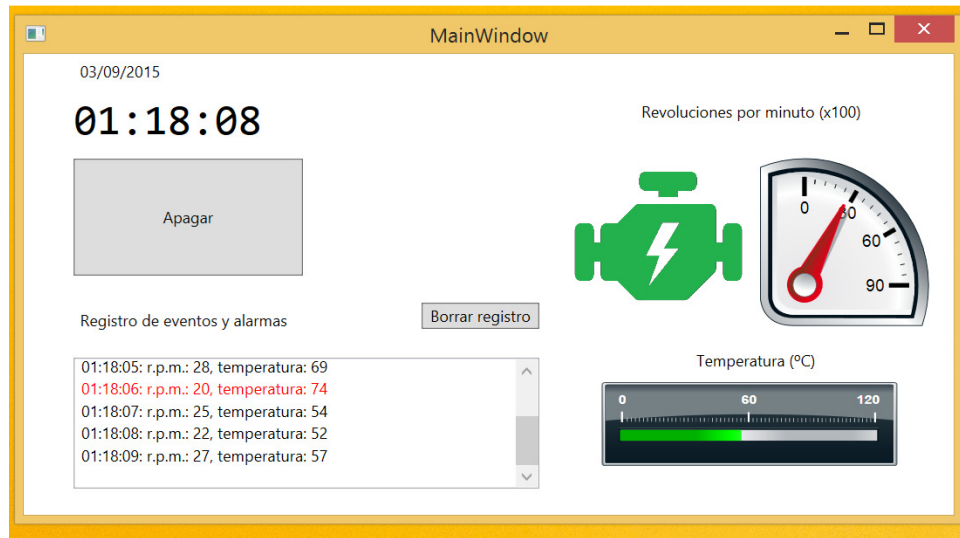 MainWindow
03/09/2015
01:18:08
Apagar
Registro de eventos y alarmas
Borrar registro
01:18:05: r.p.m.: 28, temperatura: 69
01:18:06: r.p.m.: 20, temperatura: 74
01:18:07: r.p.m.: 25, temperatura: 54
01:18:08: r.p.m.: 22, temperatura: 52
01:18:09: r.p.m.: 27, temperatura: 57
Revoluciones por minuto (x100)
0
30
60
90
Temperatura (ºC)
0 60 120